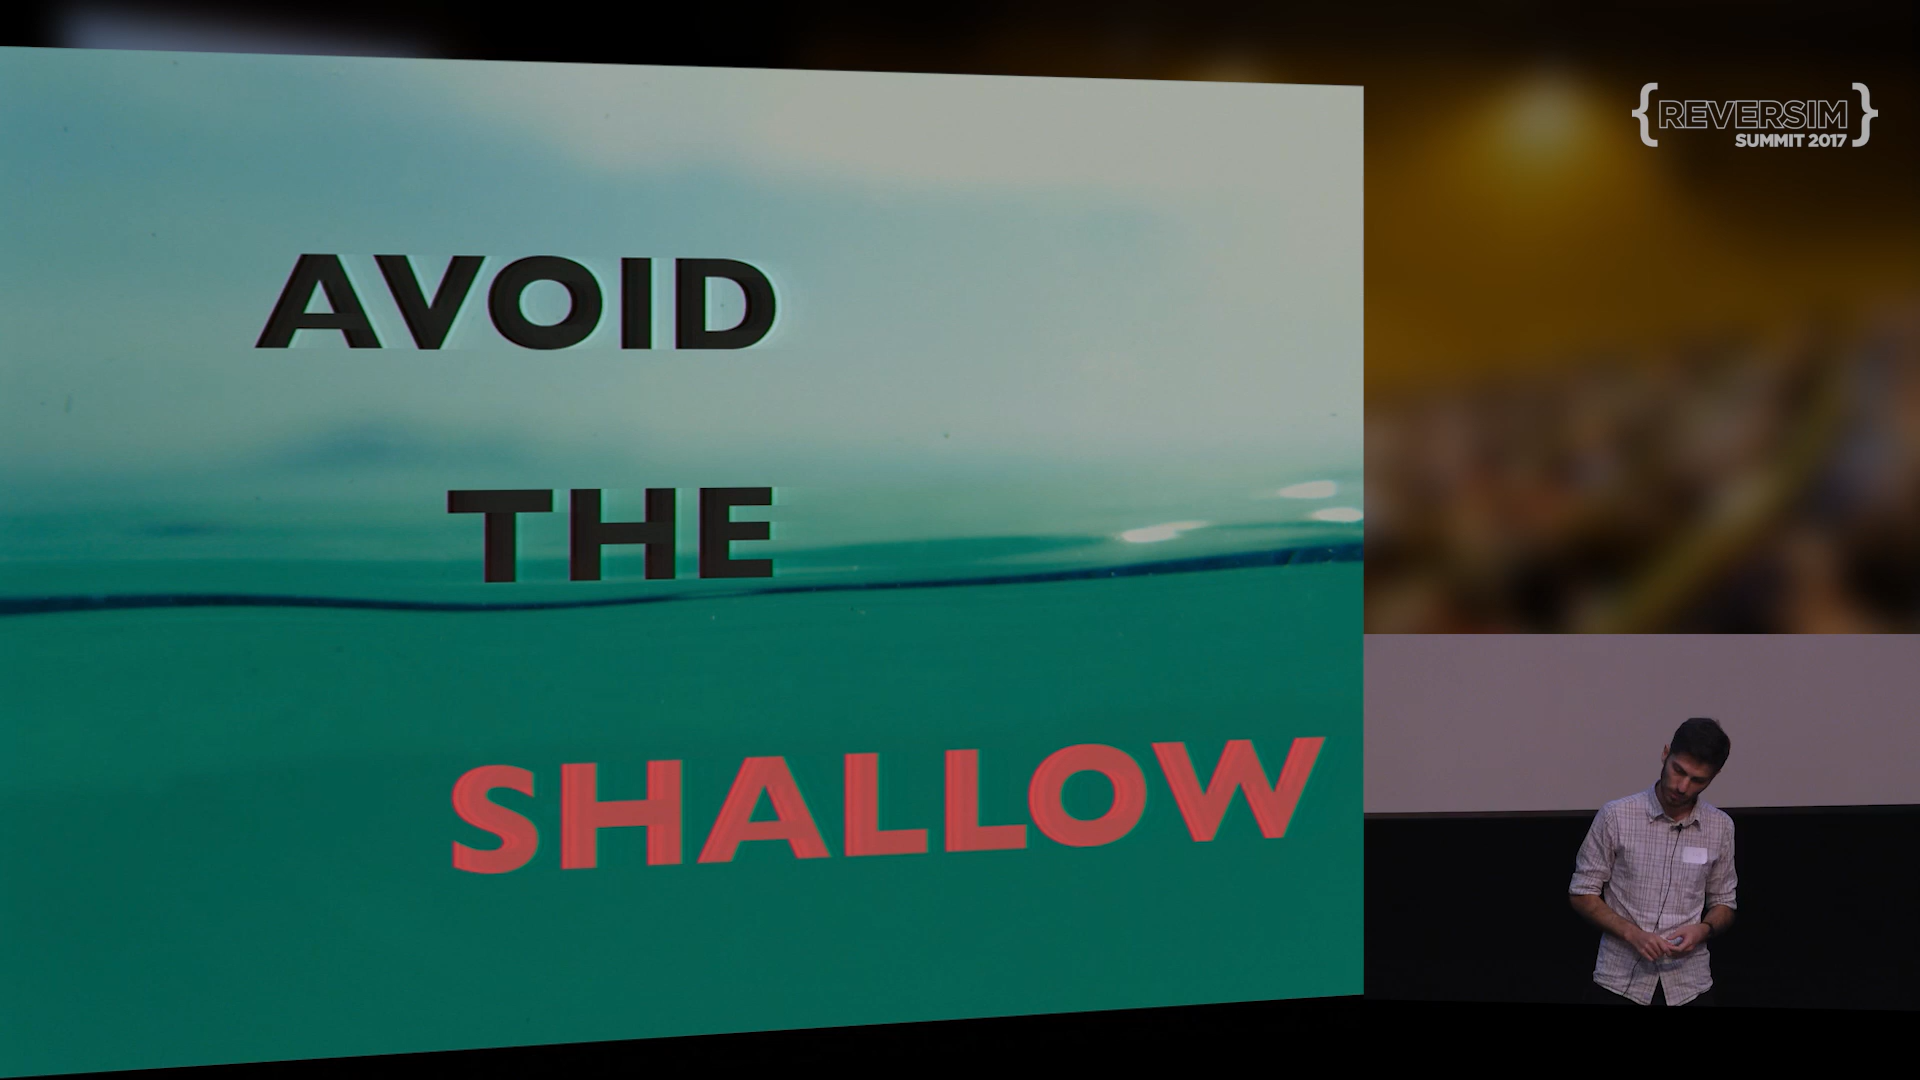 AVOID
THE
SHALLOW
{REVERSIM}
SUMMIT 2017